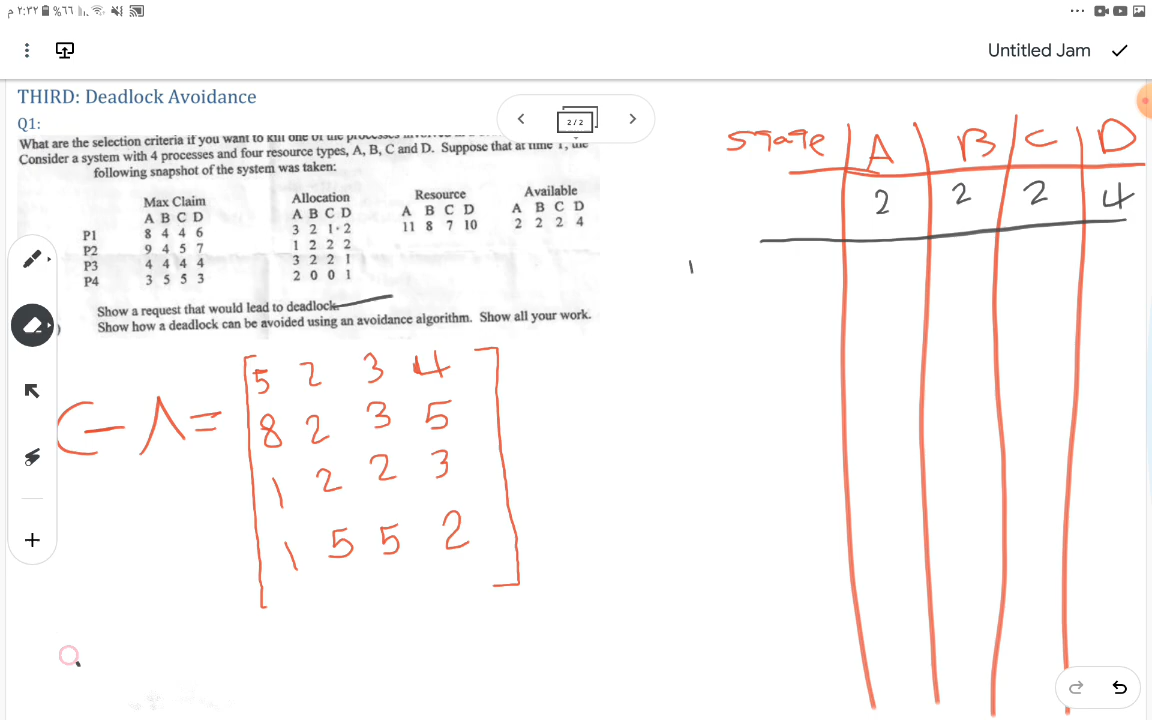 م ٢:٣٢ %٦٦
Untitled Jam
THIRD: Deadlock Avoidance
2 / 2
Q1:
What are the selection criteria if you want to kill one of the processes
Consider a system with 4 processes and four resource types, A, B, C and D. Suppose that at time T, the
following snapshot of the system was taken:
Max Claim Allocation Resource Available
A B C D A B C D A B C D A B C D
P1 8 4 4 6 3 2 1 2 11 8 7 10 2 2 2 4
P2 9 4 5 7 1 2 2 2
P3 4 4 4 4 3 2 2 1
P4 3 5 5 3 2 0 0 1
Show a request that would lead to deadlock
) Show how a deadlock can be avoided using an avoidance algorithm. Show all your work.
C - A =
5 2 3 4
8 2 3 5
1 2 2 3
1 5 5 2
State A B C D
2 2 2 4